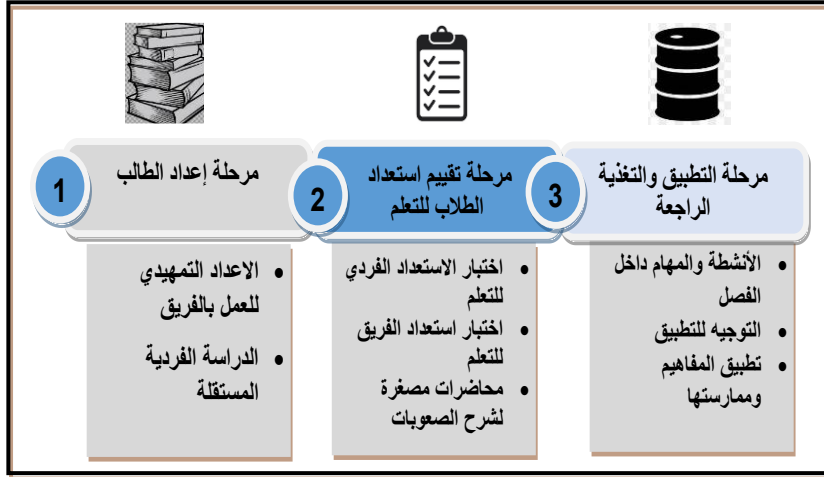 1
مرحلة إعداد الطالب
• الاعداد التمهيدي
للعمل بالفريق
• الدراسة الفردية
المستقلة
2
مرحلة تقييم استعداد
الطلاب للتعلم
• اختبار الاستعداد الفردي
للتعلم
• اختبار استعداد الفريق
للتعلم
• محاضرات مصغرة
لشرح الصعوبات
3
مرحلة التطبيق والتغذية
الراجعة
• الأنشطة والمهام داخل
الفصل
• التوجيه للتطبيق
• تطبيق المفاهيم
وممارستها